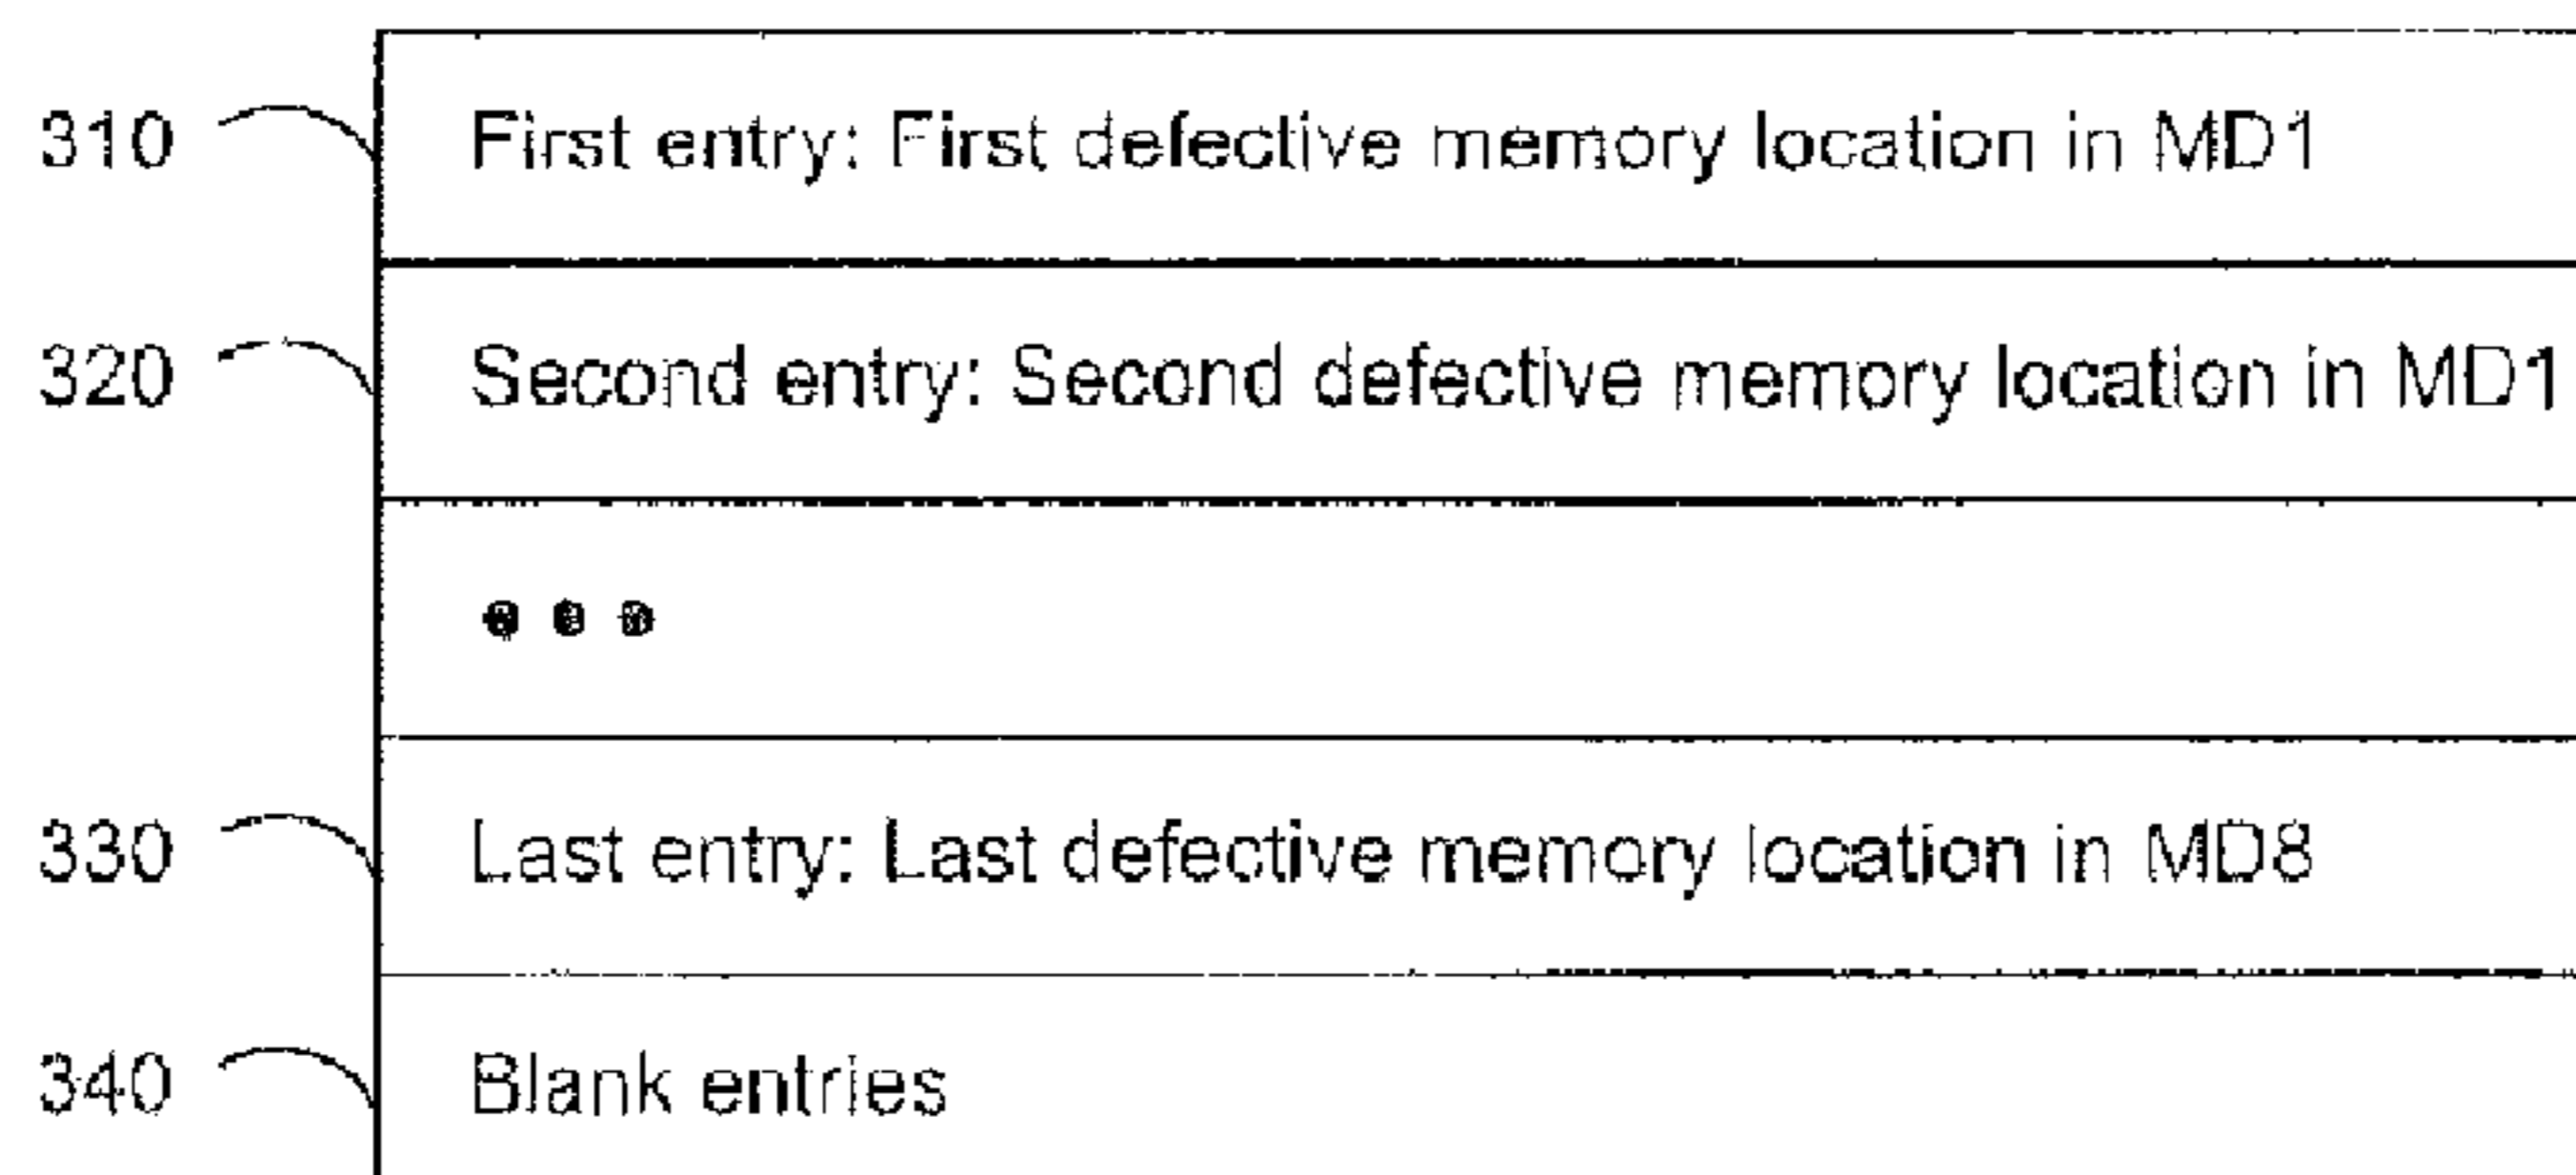 310 First entry: First defective memory location in MD1
320 Second entry: Second defective memory location in MD1
•••
330 Last entry: Last defective memory location in MD8
340 Blank entries